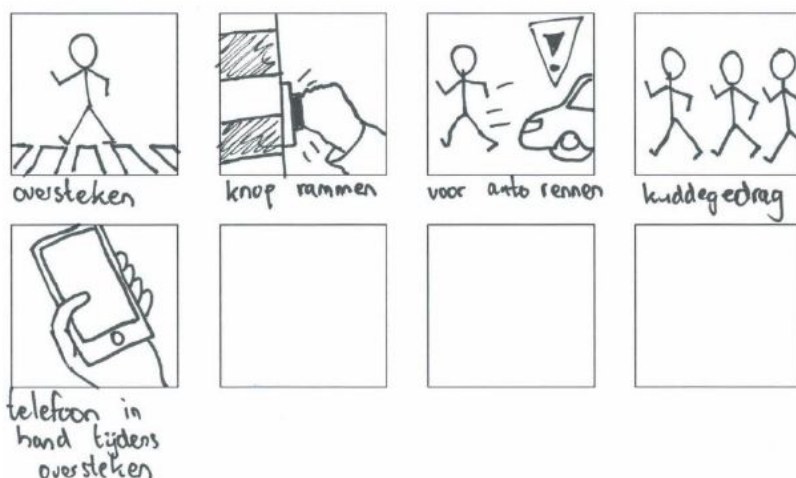 oversteken
knop rammen
voor auto rennen
kuddegedrag
telefoon in
hand tijdens
oversteken